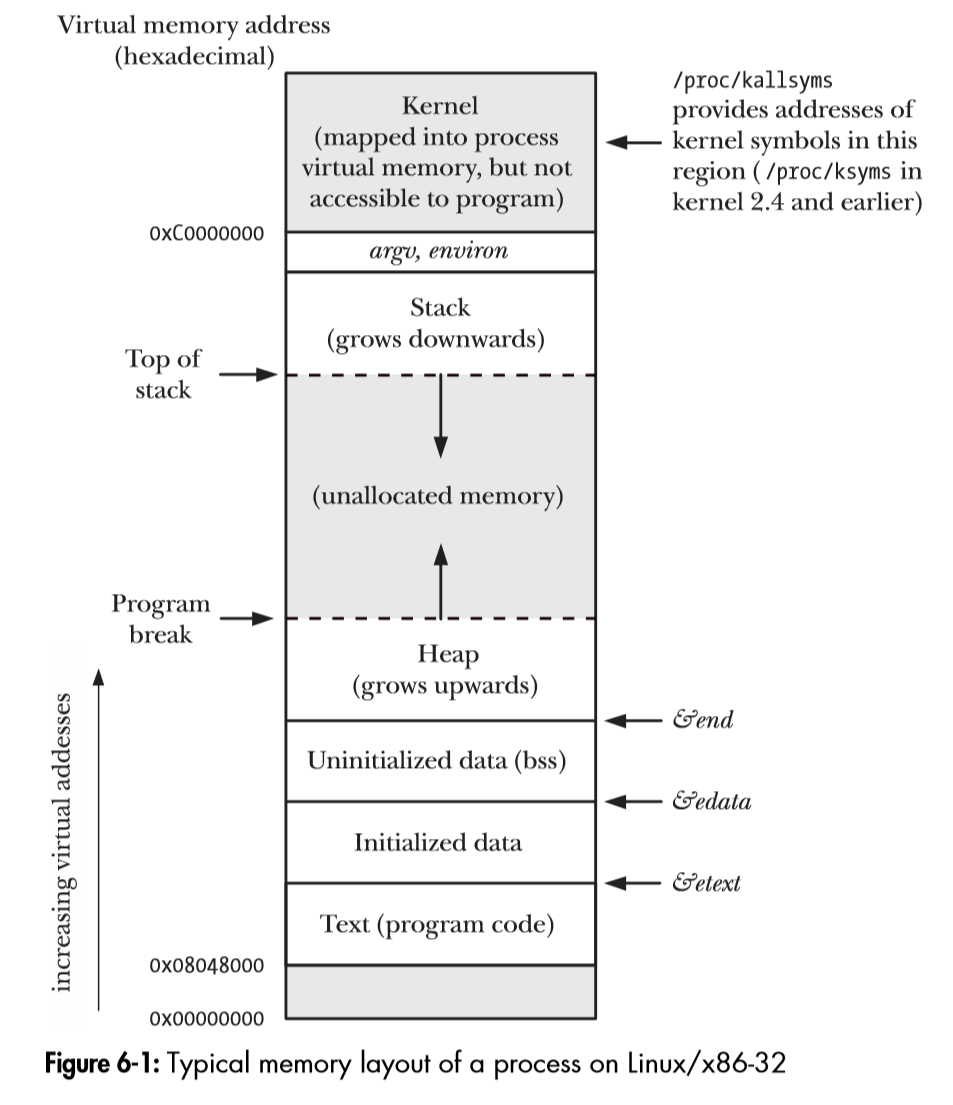 Virtual memory address
(hexadecimal)
Kernel
(mapped into process
virtual memory, but not
accessible to program)
/proc/kallsyms
provides addresses of
kernel symbols in this
region (/proc/ksyms in
kernel 2.4 and earlier)
0xC0000000
argv, environ
Stack
(grows downwards)
Top of
stack
(unallocated memory)
Program
break
Heap
(grows upwards)
&end
Uninitialized data (bss)
&edata
Initialized data
&etext
Text (program code)
0x08048000
0x00000000
increasing virtual addesses
Figure 6-1: Typical memory layout of a process on Linux/x86-32